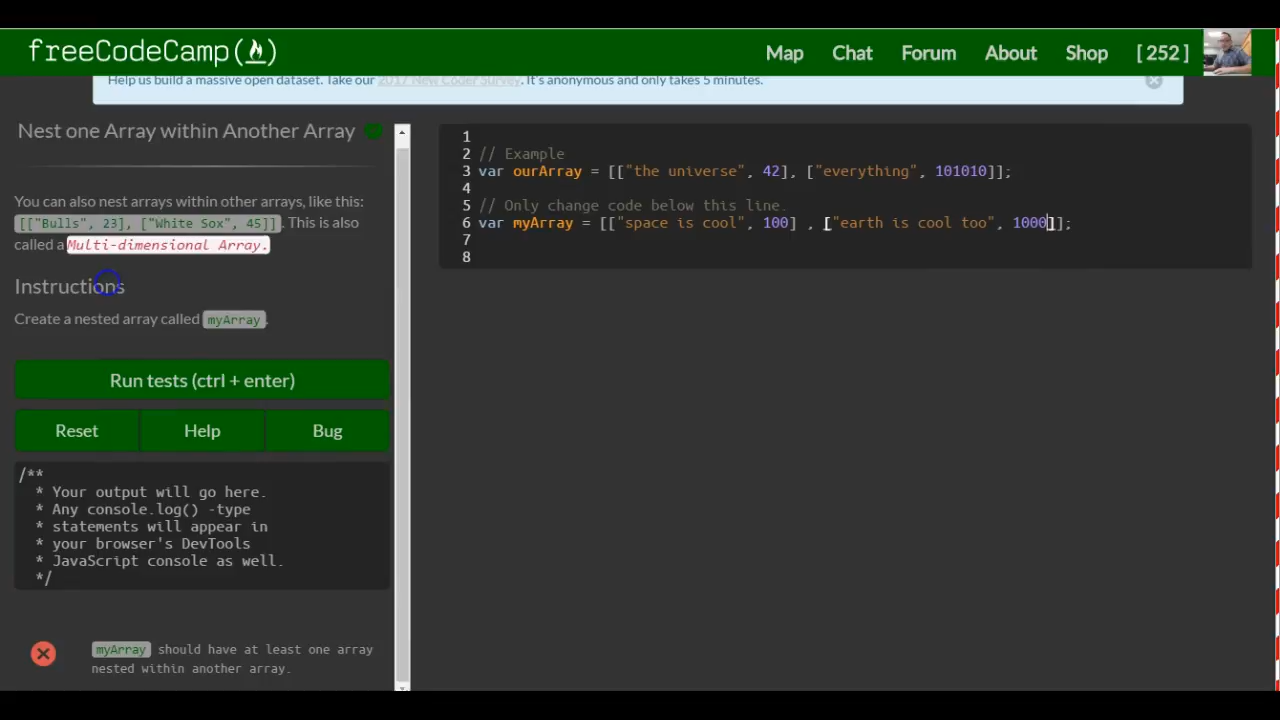 freeCodeCamp(🔥)
Map Chat Forum About Shop [ 252 ]
Help us build a massive open dataset. Take our 2017 New Coder Survey. It's anonymous and only takes 5 minutes.
Nest one Array within Another Array
You can also nest arrays within other arrays, like this:
[["Bulls", 23], ["White Sox", 45]]. This is also
called a Multi-dimensional Array.
Instructions
Create a nested array called myArray.
Run tests (ctrl + enter)
Reset Help Bug
/**
* Your output will go here.
* Any console.log() -type
* statements will appear in
* your browser's DevTools
* JavaScript console as well.
*/
myArray should have at least one array
nested within another array.
1
2 // Example
3 var ourArray = [["the universe", 42], ["everything", 101010]];
4
5 // Only change code below this line.
6 var myArray = [["space is cool", 100] , ["earth is cool too", 1000]];
7
8